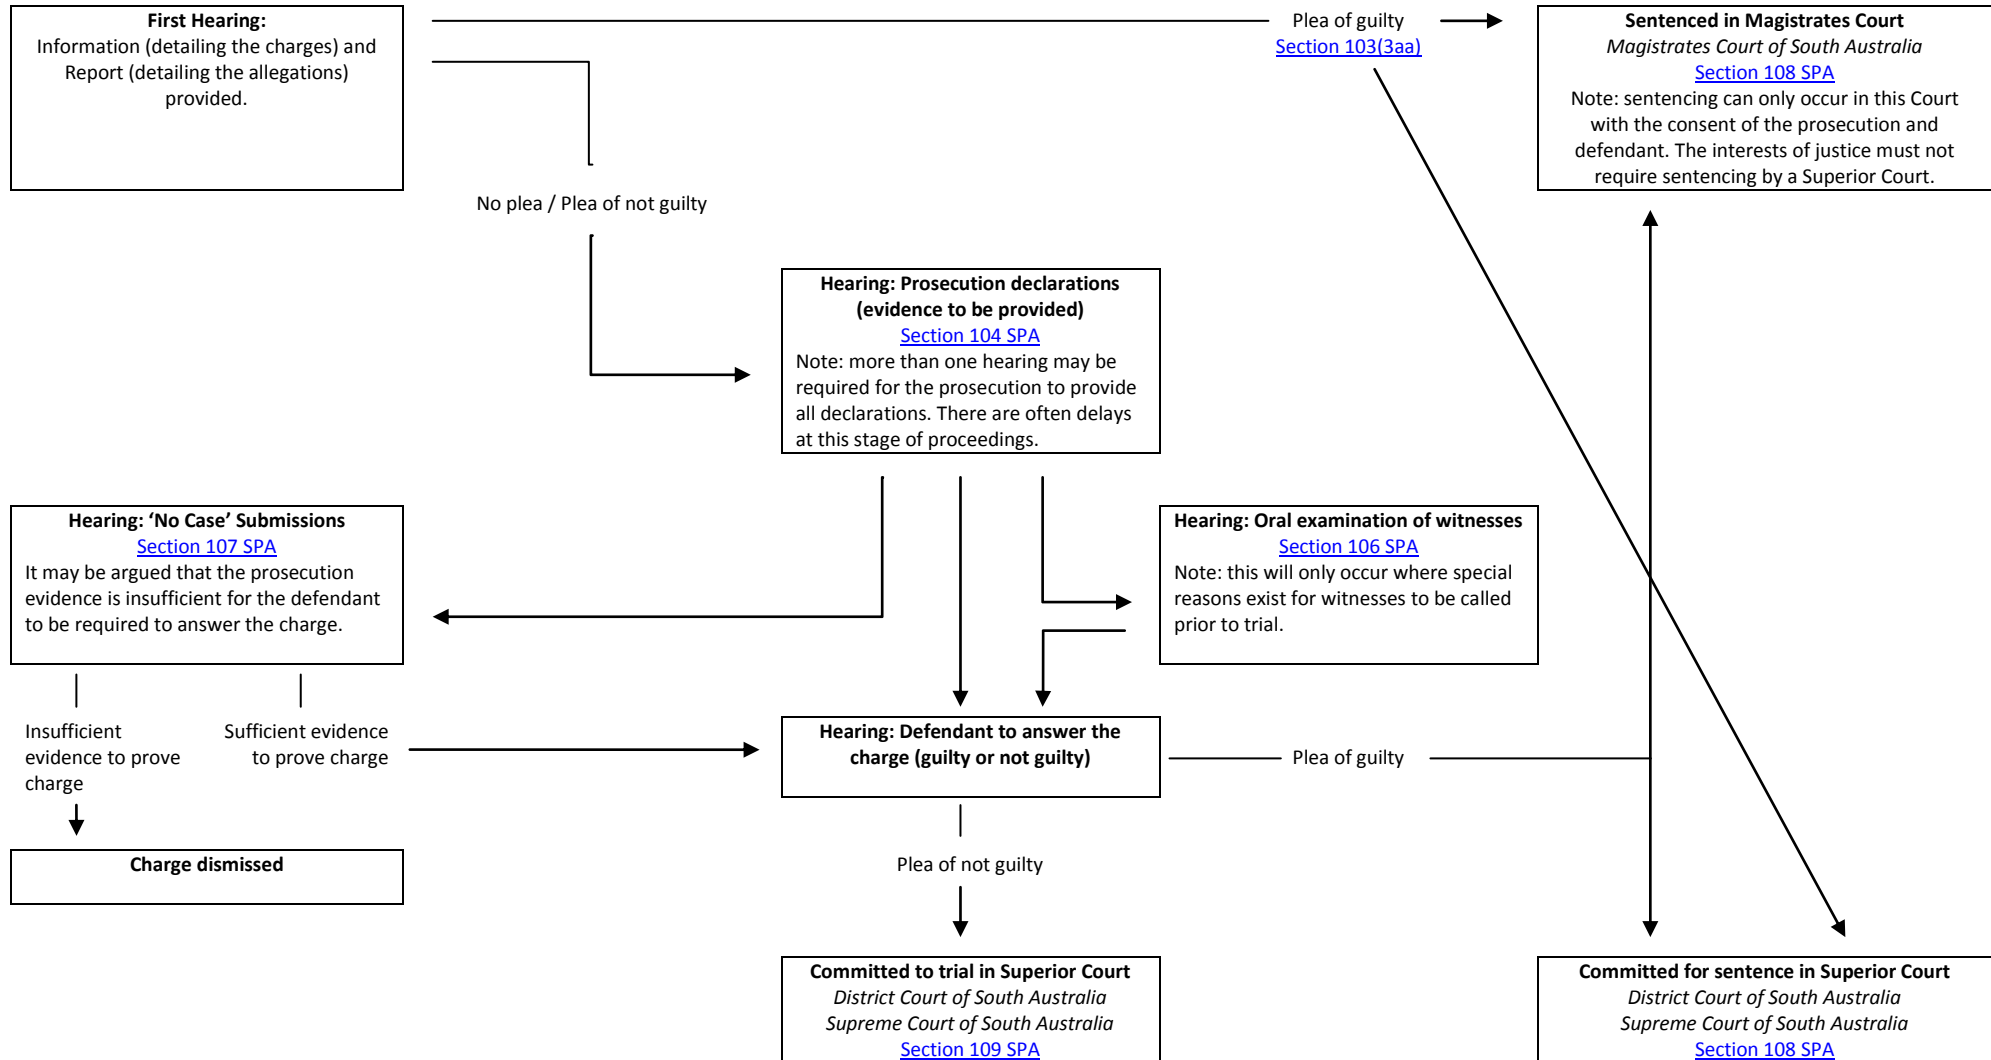 First Hearing:
Information (detailing the charges) and
Report (detailing the allegations)
provided.
Plea of guilty
Section 103(3aa)
Sentenced in Magistrates Court
Magistrates Court of South Australia
Section 108 SPA
Note: sentencing can only occur in this Court
with the consent of the prosecution and
defendant. The interests of justice must not
require sentencing by a Superior Court.
No plea / Plea of not guilty
Hearing: Prosecution declarations
(evidence to be provided)
Section 104 SPA
Note: more than one hearing may be
required for the prosecution to provide
all declarations. There are often delays
at this stage of proceedings.
Hearing: ‘No Case’ Submissions
Section 107 SPA
It may be argued that the prosecution
evidence is insufficient for the defendant
to be required to answer the charge.
Hearing: Oral examination of witnesses
Section 106 SPA
Note: this will only occur where special
reasons exist for witnesses to be called
prior to trial.
Insufficient
evidence to prove
charge
Sufficient evidence
to prove charge
Hearing: Defendant to answer the
charge (guilty or not guilty)
Plea of guilty
Charge dismissed
Plea of not guilty
Committed to trial in Superior Court
District Court of South Australia
Supreme Court of South Australia
Section 109 SPA
Committed for sentence in Superior Court
District Court of South Australia
Supreme Court of South Australia
Section 108 SPA